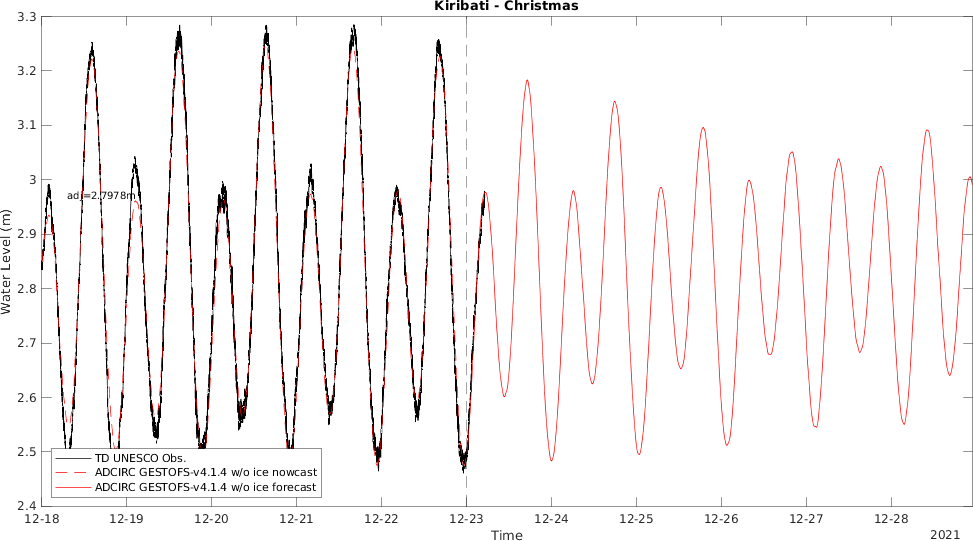 Kiribati - Christmas
3.3
3.2
3.1
3
2.9
2.8
2.7
2.6
2.5
2.4
Water Level (m)
adj=2.7978m
TD UNESCO Obs.
ADCIRC GESTOFS-v4.1.4 w/o ice nowcast
ADCIRC GESTOFS-v4.1.4 w/o ice forecast
12-18 12-19 12-20 12-21 12-22 12-23 12-24 12-25 12-26 12-27 12-28
Time
2021